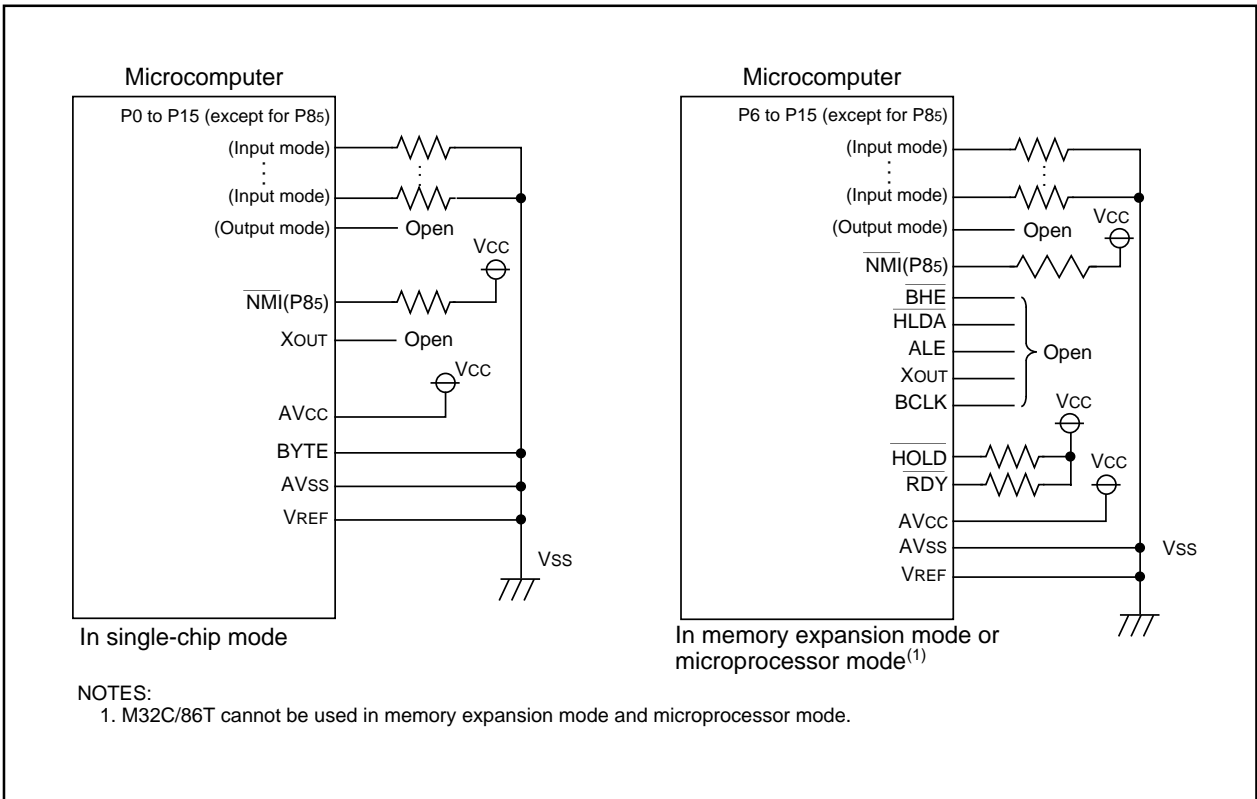 Microcomputer
P0 to P15 (except for P85)
(Input mode)
(Input mode)
(Output mode)
Open
VCC
NMI(P85)
XOUT
Open
VCC
AVCC
BYTE
AVSS
VREF
VSS
In single-chip mode
Microcomputer
P6 to P15 (except for P85)
(Input mode)
(Input mode)
(Output mode)
Open
VCC
NMI(P85)
BHE
HLDA
ALE
Open
XOUT
BCLK
VCC
HOLD
VCC
RDY
AVCC
AVSS
VSS
VREF
In memory expansion mode or
microprocessor mode(1)
NOTES:
1. M32C/86T cannot be used in memory expansion mode and microprocessor mode.